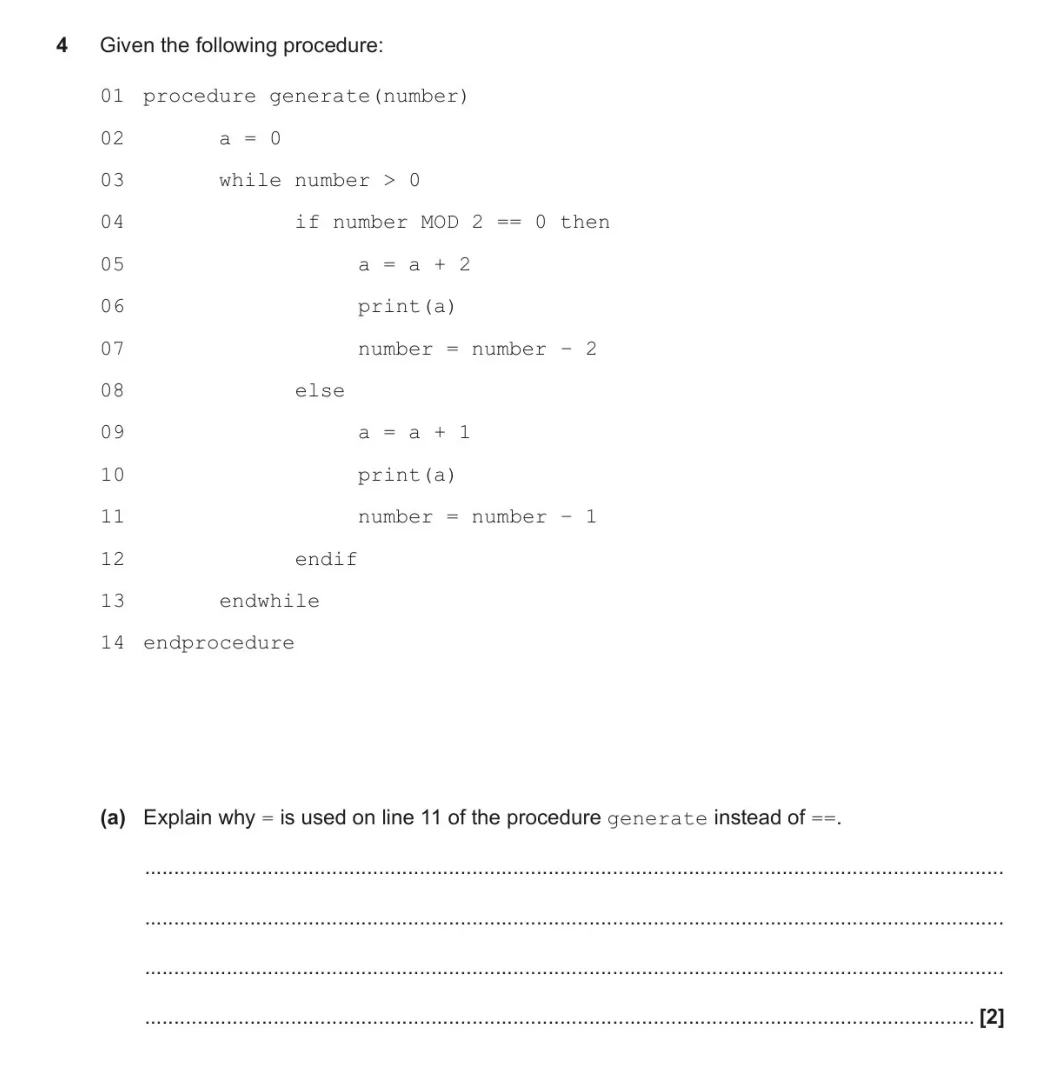 4 Given the following procedure:
01 procedure generate(number)
02 a = 0
03 while number > 0
04 if number MOD 2 == 0 then
05 a = a + 2
06 print(a)
07 number = number – 2
08 else
09 a = a + 1
10 print(a)
11 number = number – 1
12 endif
13 endwhile
14 endprocedure
(a) Explain why = is used on line 11 of the procedure generate instead of ==.
[2]